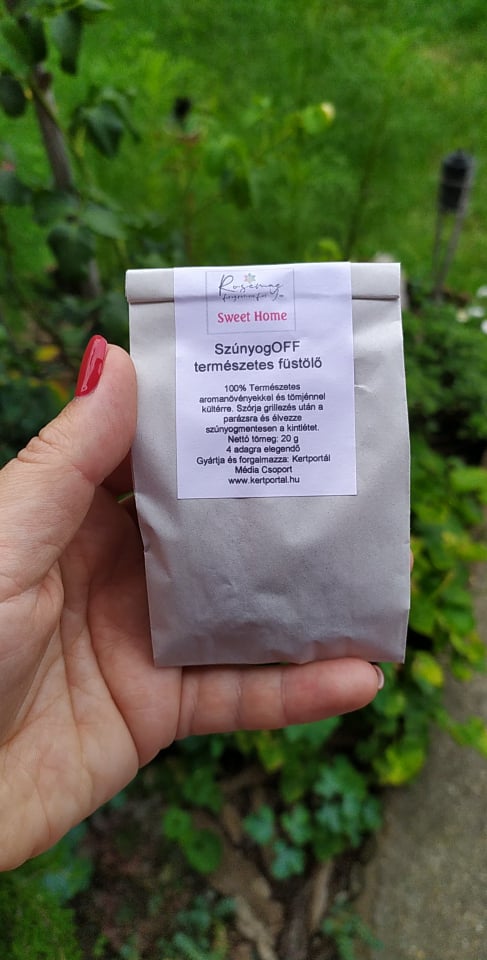 Rosemag
Sweet Home
SzúnyogOFF
természetes füstölő
100% Természetes
aromanövényekkel és tömjénnel
kültérre. Szórja grillezés után a
parázsra és élvezze
szúnyogmentesen a kintlétet.
Nettó tömeg: 20 g
4 adagra elegendő
Gyártja és forgalmazza: Kertportál
Média Csoport
www.kertportal.hu